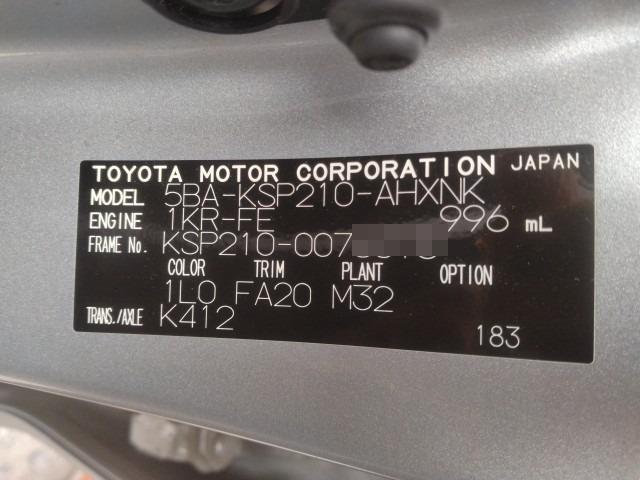 TOYOTA MOTOR CORPORATION JAPAN
MODEL 5BA-KSP210-AHXNK
ENGINE 1KR-FE 996 mL
FRAME No. KSP210-007
COLOR TRIM PLANT OPTION
1L0 FA20 M32
TRANS./AXLE K412
183